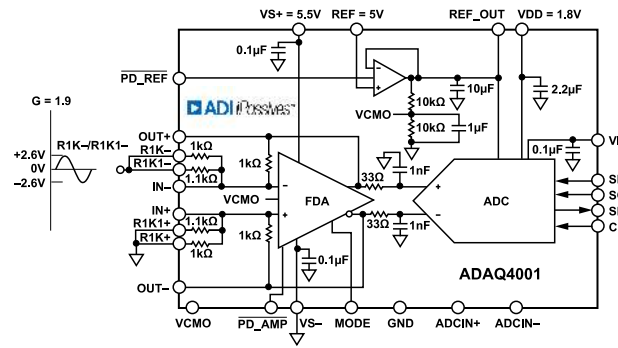 VS+ = 5.5V
REF = 5V
REF_OUT
VDD = 1.8V
0.1µF
PD_REF
10µF
2.2µF
ADI iPassives™
10kΩ
VCMO
10kΩ
1µF
0.1µF
G = 1.9
R1K–/R1K1–
+2.6V
0V
–2.6V
OUT+
R1K–
1kΩ
R1K1–
1.1kΩ
1kΩ
IN–
VCMO
FDA
33Ω
1nF
ADC
IN+
R1K1+
1.1kΩ
R1K+
1kΩ
1kΩ
33Ω
1nF
0.1µF
OUT–
ADAQ4001
VCMO
PD_AMP
VS–
MODE
GND
ADCIN+
ADCIN–